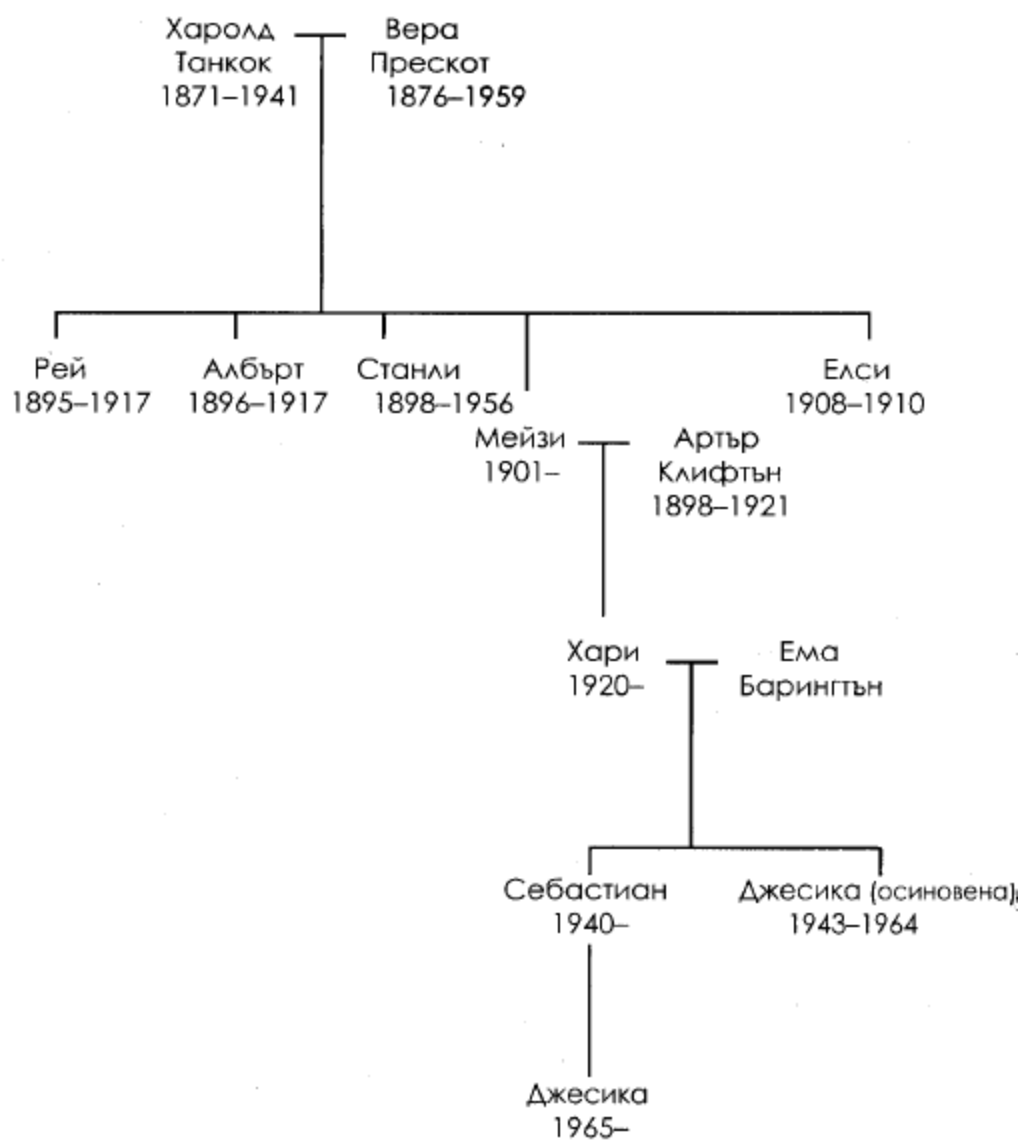 Харолд
Танкок
1871–1941
Вера
Прескот
1876–1959
Рей
1895–1917
Албърт
1896–1917
Станли
1898–1956
Елси
1908–1910
Мейзи
1901–
Артър
Клифтън
1898–1921
Хари
1920–
Ема
Барингтън
Себастиан
1940–
Джесика (осиновена)
1943–1964
Джесика
1965–